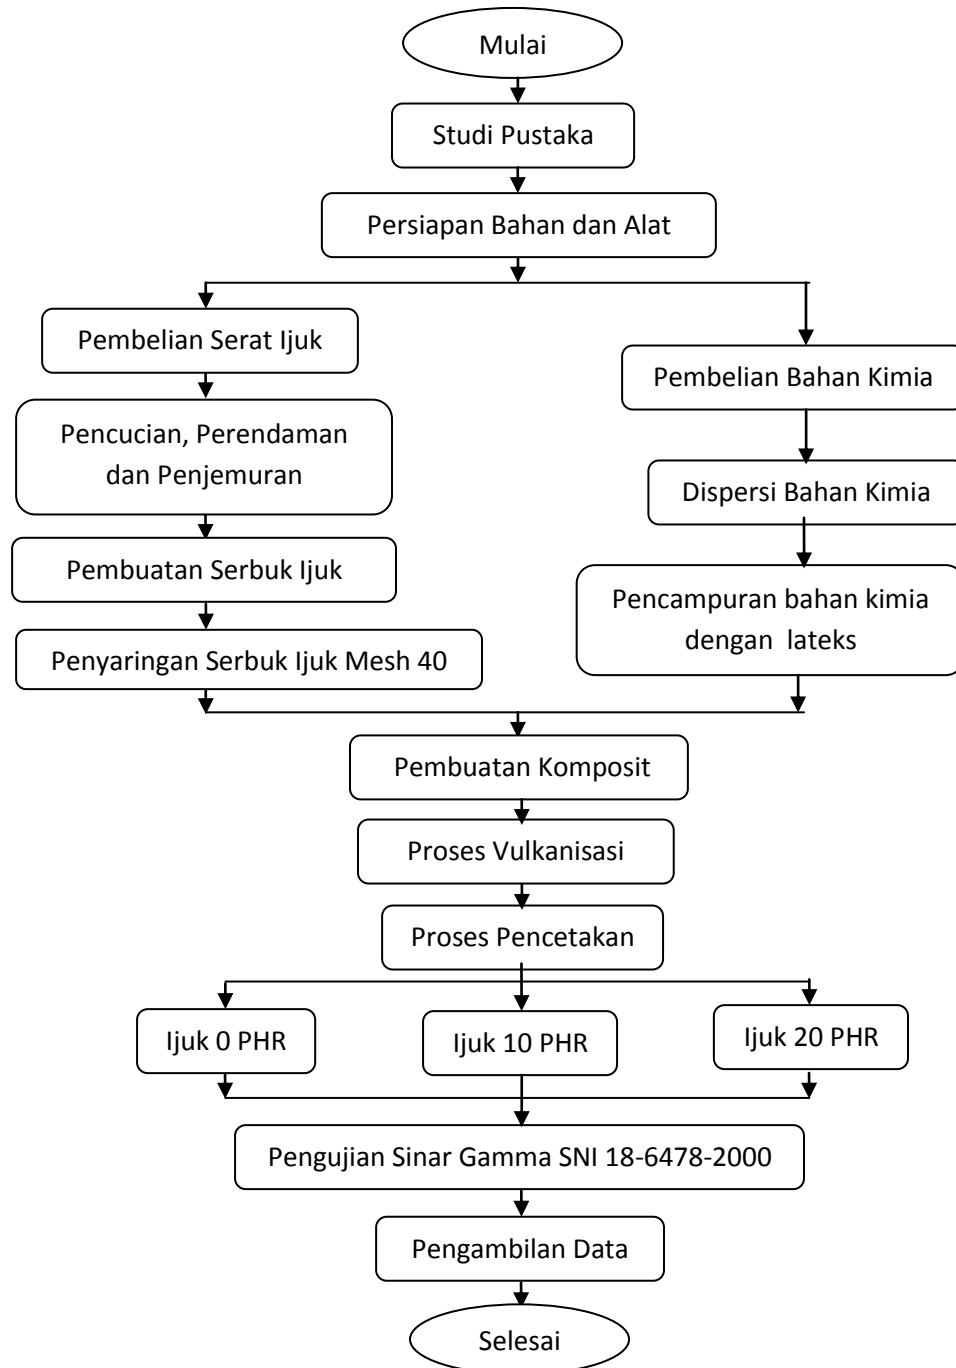 Mulai
Studi Pustaka
Persiapan Bahan dan Alat
Pembelian Serat Ijuk
Pencucian, Perendaman
dan Penjemuran
Pembuatan Serbuk Ijuk
Penyaringan Serbuk Ijuk Mesh 40
Pembelian Bahan Kimia
Dispersi Bahan Kimia
Pencampuran bahan kimia
dengan lateks
Pembuatan Komposit
Proses Vulkanisasi
Proses Pencetakan
Ijuk 0 PHR
Ijuk 10 PHR
Ijuk 20 PHR
Pengujian Sinar Gamma SNI 18-6478-2000
Pengambilan Data
Selesai